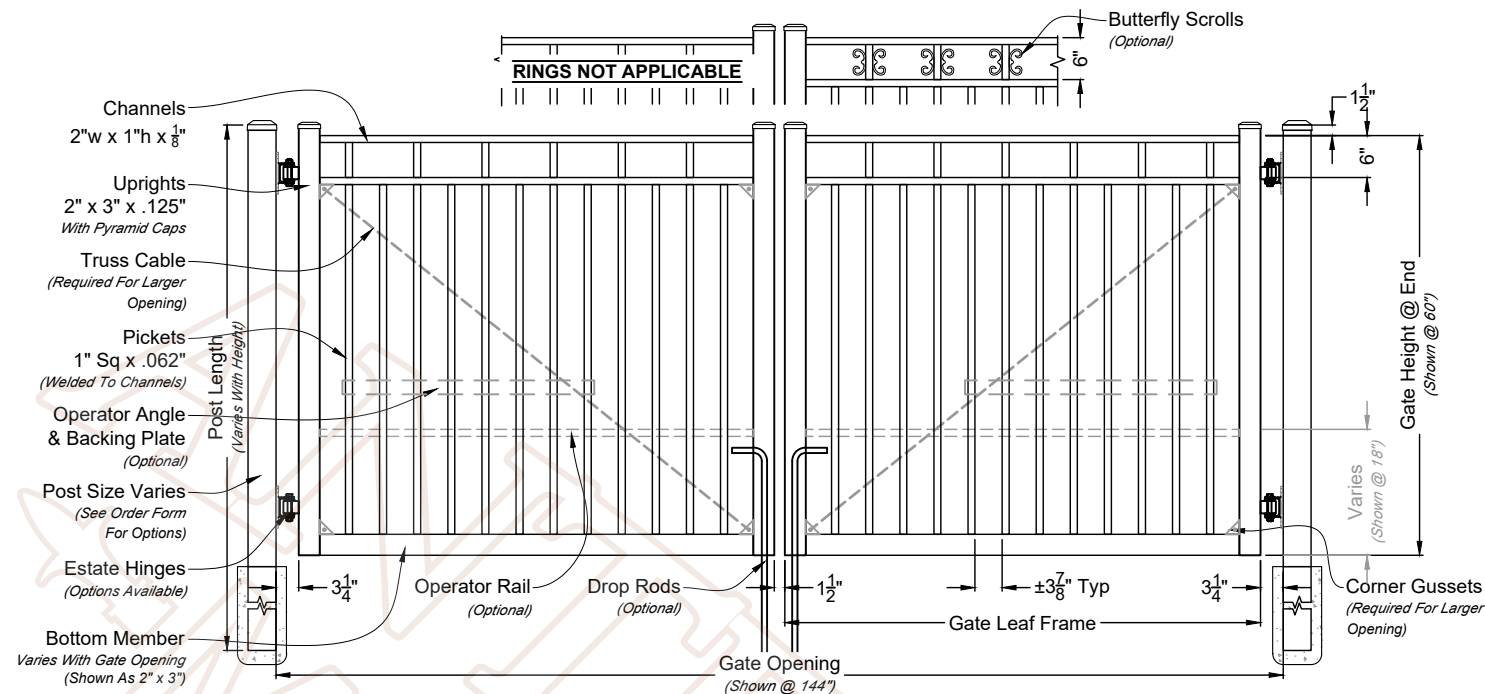 Butterfly Scrolls
(Optional)
RINGS NOT APPLICABLE
6"
Channels
2"w x 1"h x 1/8"
1 1/2"
6"
Uprights
2" x 3" x .125"
With Pyramid Caps
Truss Cable
(Required For Larger
Opening)
Pickets
1" Sq x .062"
(Welded To Channels)
Post Length
(Varies With Height)
Gate Height @ End
(Shown @ 60")
Operator Angle
& Backing Plate
(Optional)
Varies
(Shown @ 18")
Post Size Varies
(See Order Form
For Options)
Estate Hinges
(Options Available)
3 1/4"
Operator Rail
(Optional)
Drop Rods
(Optional)
1 1/2"
±3 7/8" Typ
3 1/4"
Corner Gussets
(Required For Larger
Opening)
Gate Leaf Frame
Bottom Member
Varies With Gate Opening
(Shown As 2" x 3")
Gate Opening
(Shown @ 144")